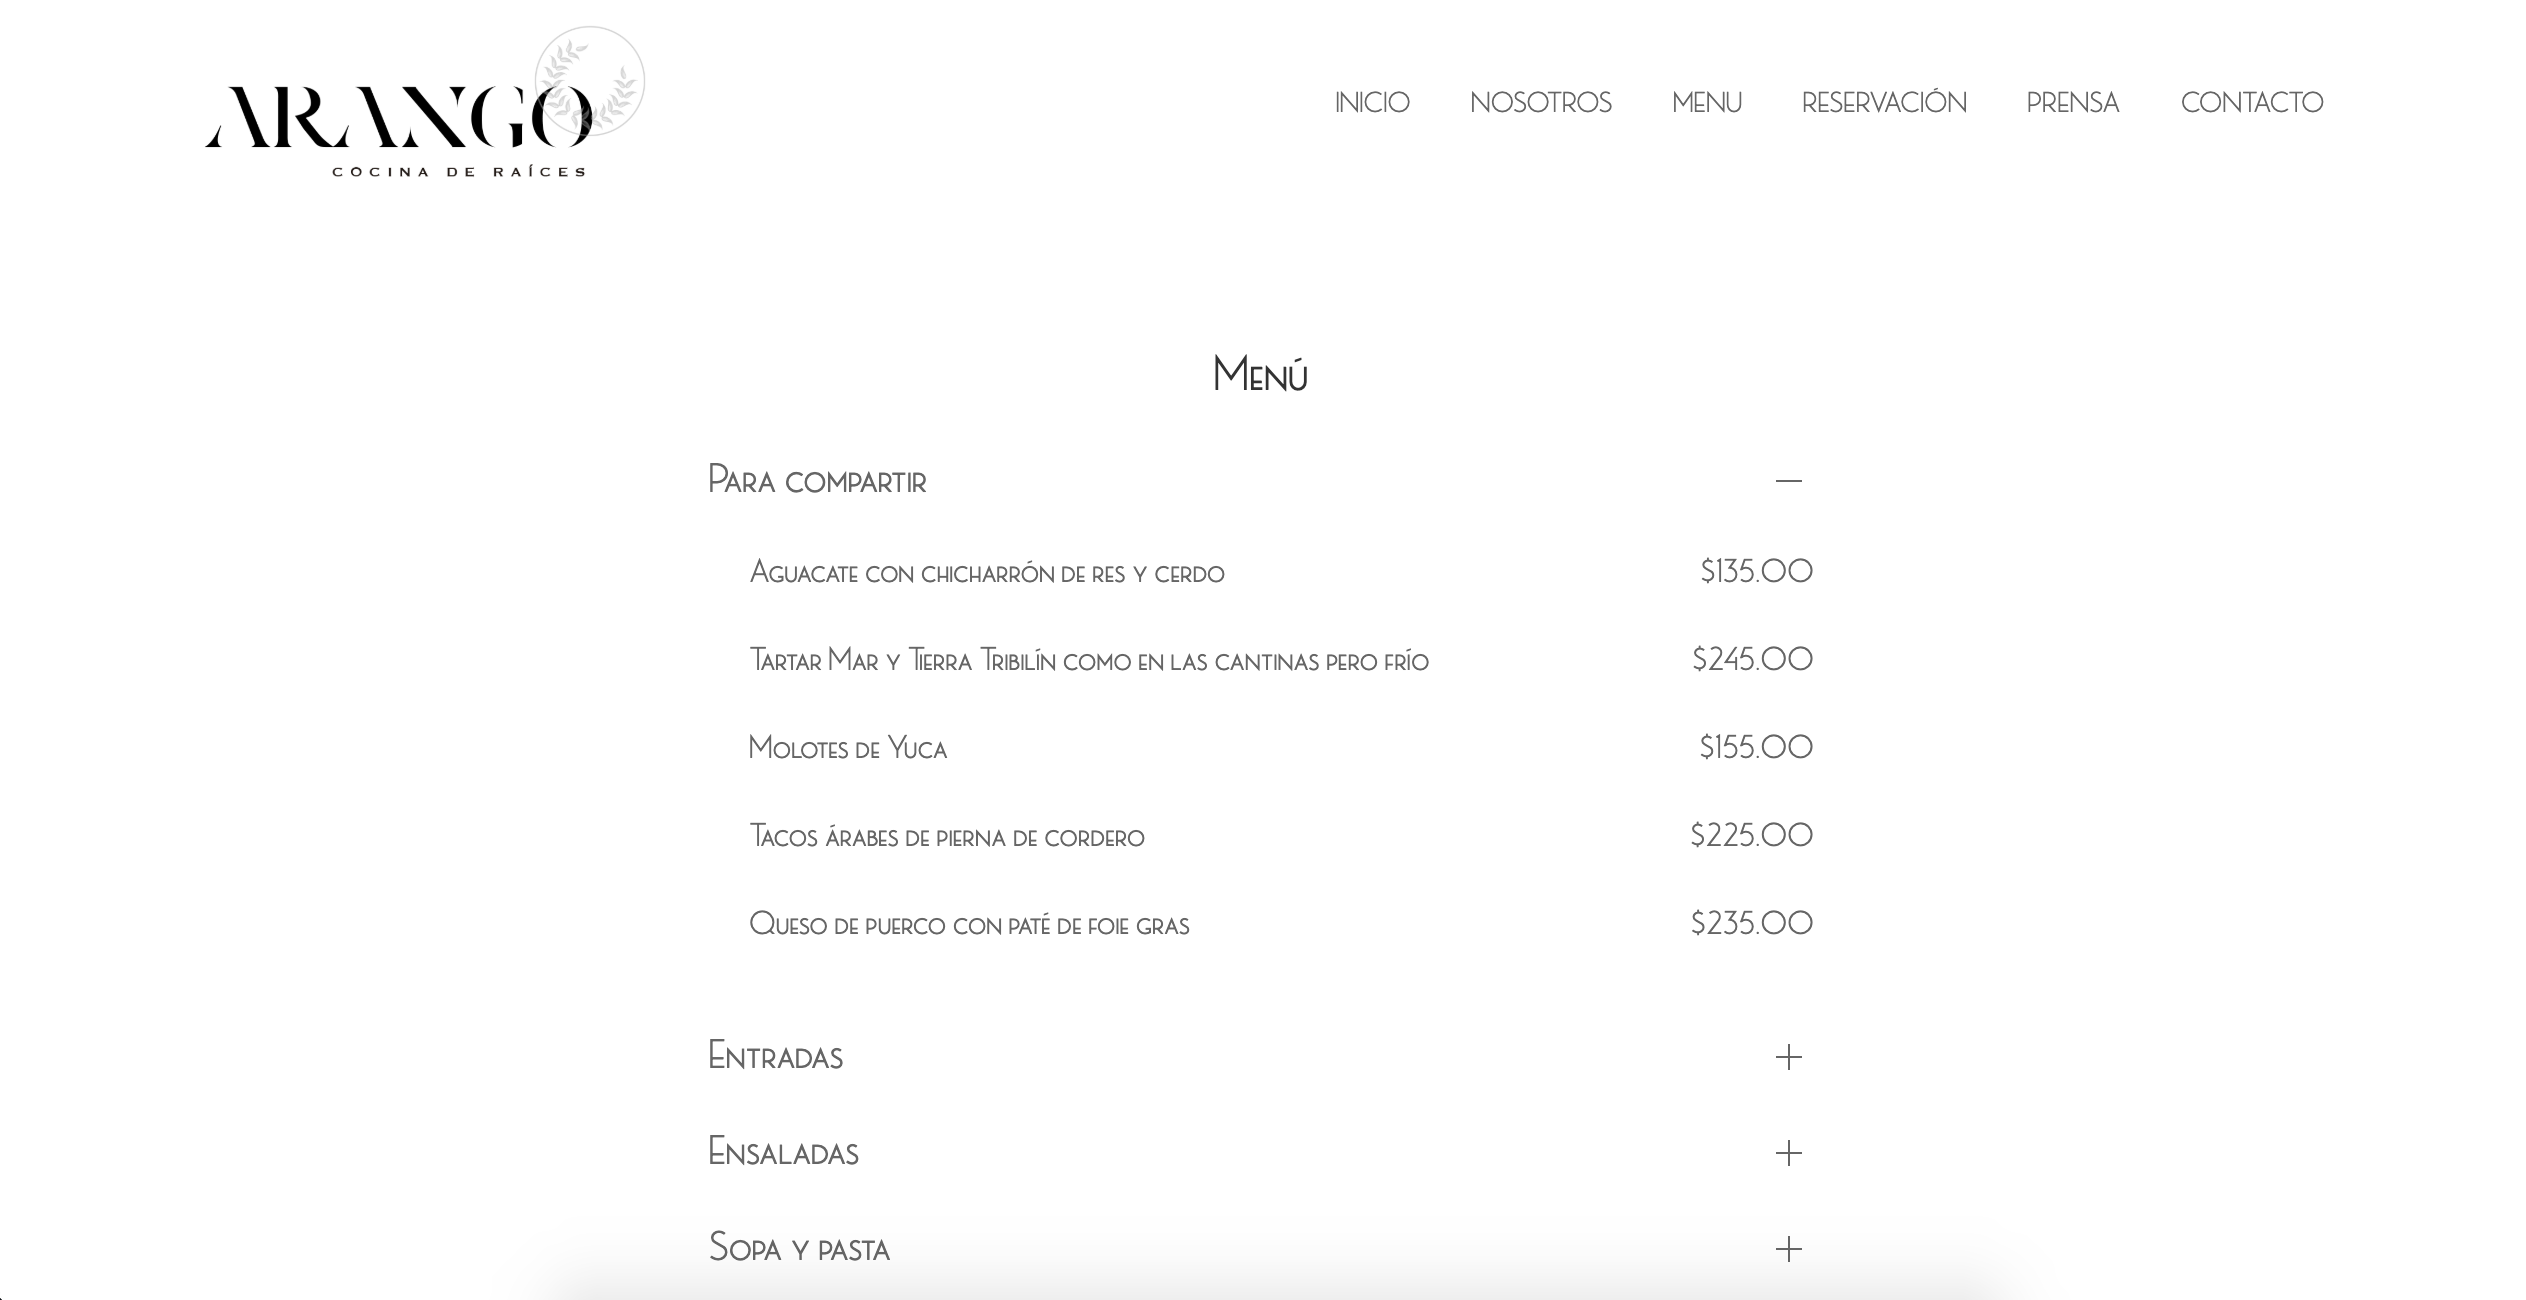 ARANGO
COCINA DE RAÍCES
INICIO NOSOTROS MENU RESERVACIÓN PRENSA CONTACTO
Menú
Para compartir
Aguacate con chicharrón de res y cerdo $135.00
Tartar Mar y Tierra Tribilín como en las cantinas pero frío $245.00
Molotes de Yuca $155.00
Tacos árabes de pierna de cordero $225.00
Queso de puerco con paté de foie gras $235.00
Entradas
Ensaladas
Sopa y pasta